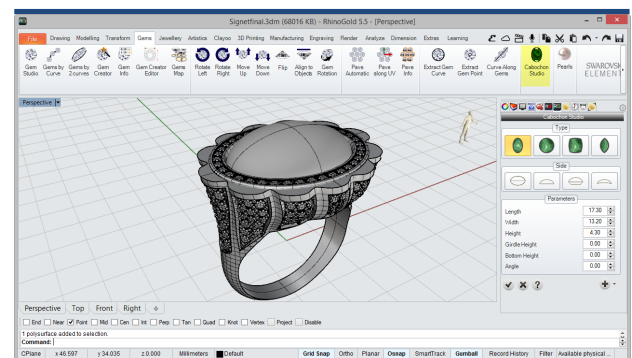 Signetfinal.3dm (68016 KB) - RhinoGold 5.5 - [Perspective]
File Drawing Modelling Transform Gems Jewellery Artistica Clayoo 3D Printing Manufacturing Engraving Render Analyze Dimension Extras Learning
Gem Studio Gems by Curve Gems by 2 curves Gem Creator Gem Info Gem Creator Editor Gems Map Rotate Left Rotate Right Move Up Move Down Flip Align to Objects Gem Rotation Pave Automatic Pave along UV Pave Info Extract Gem Curve Extract Gem Point Curve Along Gems Cabochon Studio Pearls SWAROVSKI ELEMENT
Perspective
Cabochon Studio
Type
Side
Parameters
Length 17.30
Width 13.20
Height 4.30
Girdle Height 0.00
Bottom Height 0.00
Angle 0.00
Perspective Top Front Right
End Near Point Mid Cen Int Perp Tan Quad Knot Vertex Project Disable
1 polysurface added to selection.
Command:
CPlane x 46.597 y 34.035 z 0.000 Millimeters Default Grid Snap Ortho Planar Osnap SmartTrack Gumball Record History Filter Available physical ...